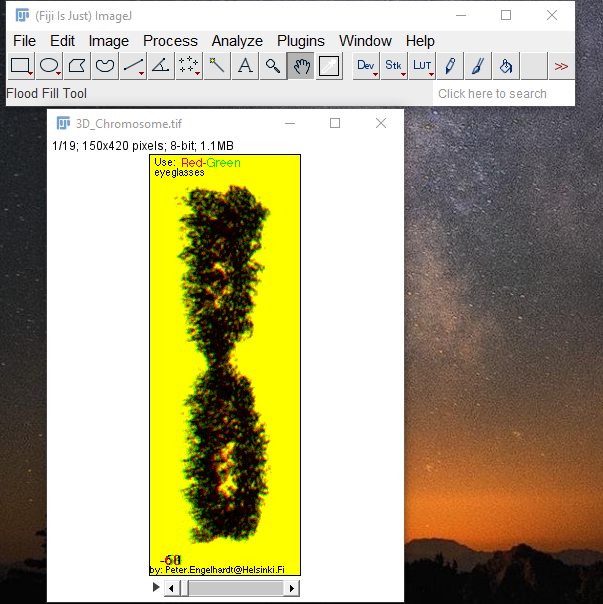 (Fiji Is Just) ImageJ
File Edit Image Process Analyze Plugins Window Help
A Dev Stk LUT >>
Flood Fill Tool Click here to search
3D_Chromosome.tif
1/19; 150x420 pixels; 8-bit; 1.1MB
Use: Red-Green
eyeglasses
by: Peter.Engelhardt@Helsinki.Fi